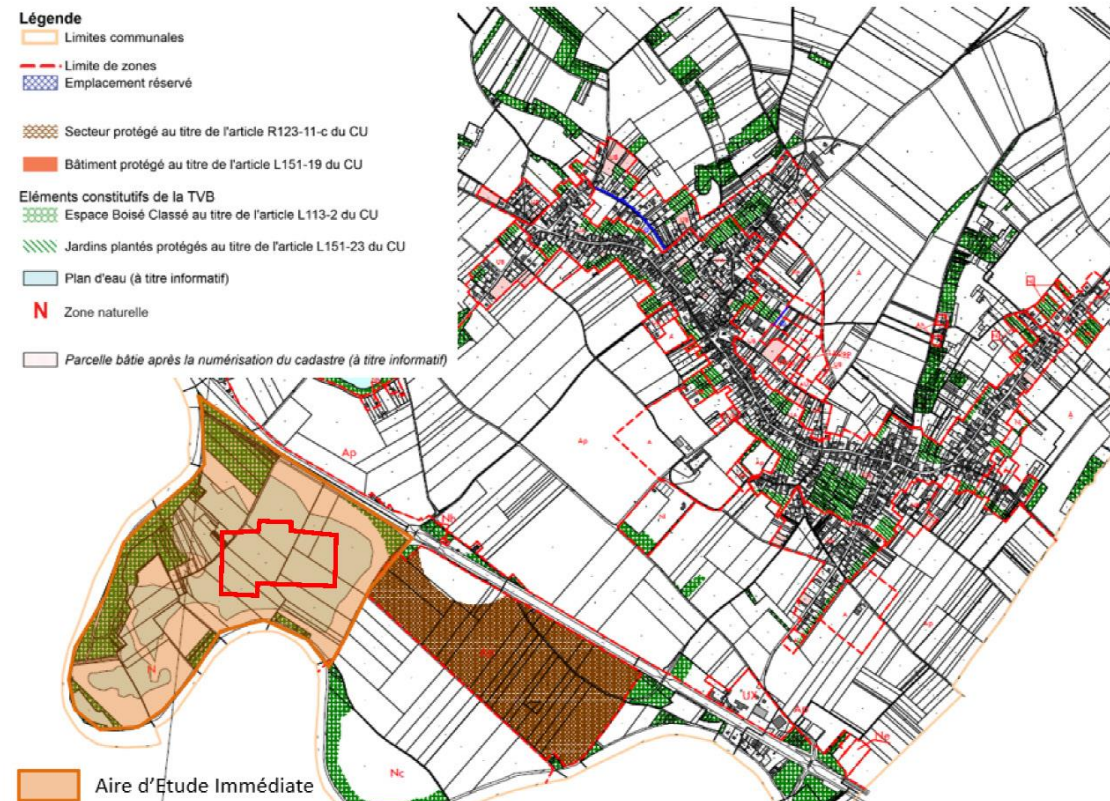 Légende
Limites communales
Limite de zones
Emplacement réservé
Secteur protégé au titre de l'article R123-11-c du CU
Bâtiment protégé au titre de l'article L151-19 du CU
Eléments constitutifs de la TVB
Espace Boisé Classé au titre de l'article L113-2 du CU
Jardins plantés protégés au titre de l'article L151-23 du CU
Plan d'eau (à titre informatif)
N Zone naturelle
Parcelle bâtie après la numérisation du cadastre (à titre informatif)
Ap
Ap
A
N
UX
Ap
Ne
Nc
Aire d'Etude Immédiate